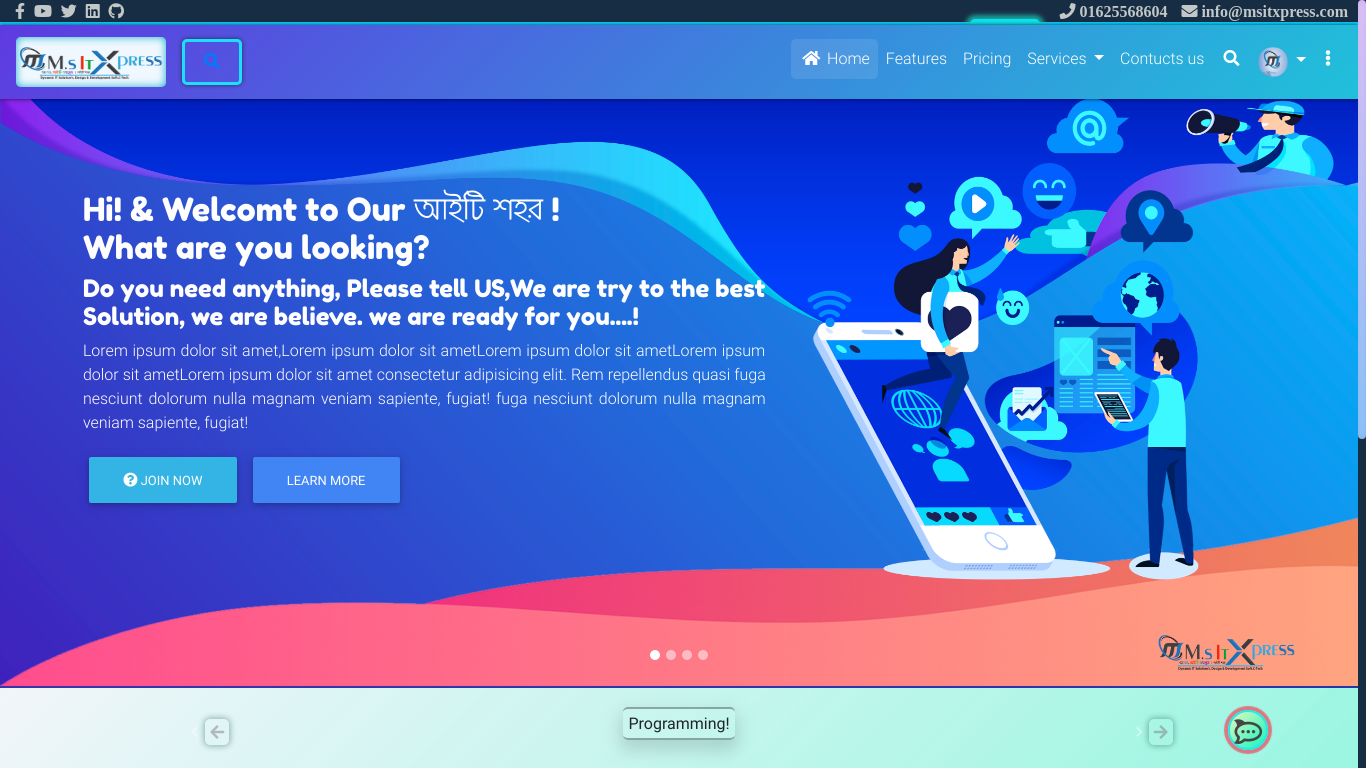 01625568604 info@msitxpress.com
M.s It Xpress
Home Features Pricing Services Contucts us
Hi! & Welcomt to Our আইটি শহর !
What are you looking?
Do you need anything, Please tell US,We are try to the best
Solution, we are believe. we are ready for you....!
Lorem ipsum dolor sit amet,Lorem ipsum dolor sit ametLorem ipsum dolor sit ametLorem ipsum
dolor sit ametLorem ipsum dolor sit amet consectetur adipisicing elit. Rem repellendus quasi fuga
nesciunt dolorum nulla magnam veniam sapiente, fugiat! fuga nesciunt dolorum nulla magnam
veniam sapiente, fugiat!
JOIN NOW LEARN MORE
M.s It Xpress
Programming!